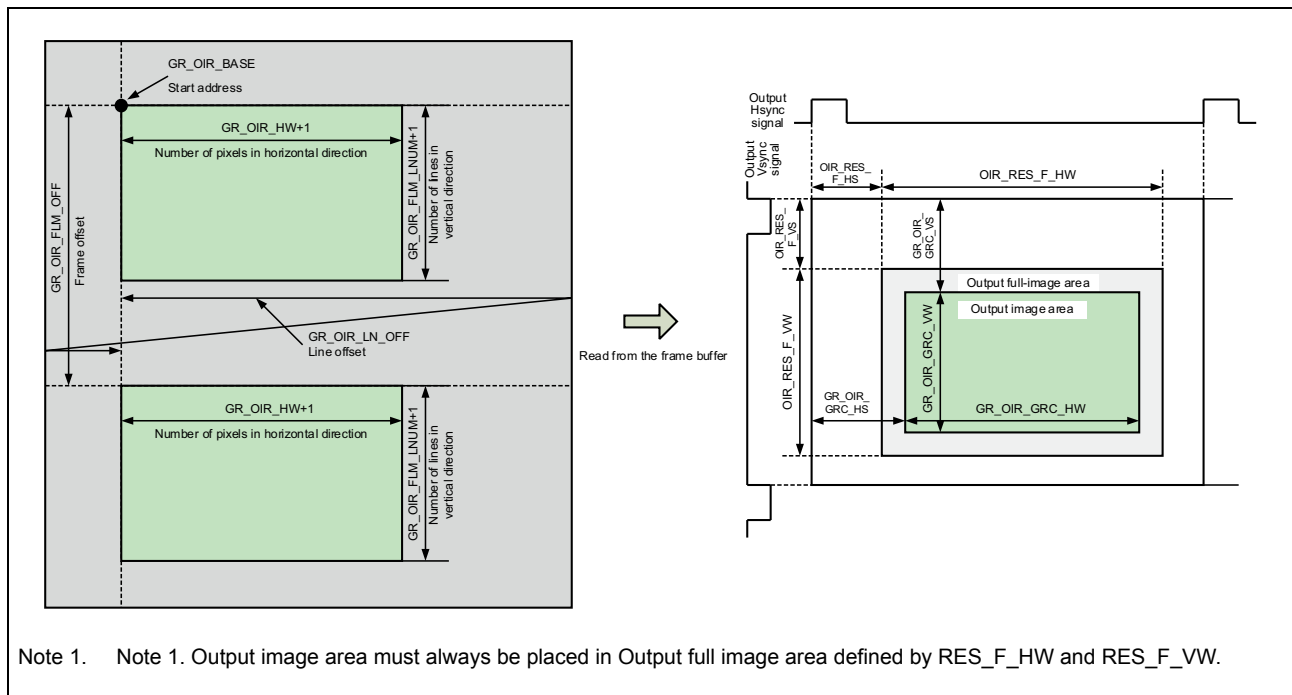 GR_OIR_BASE
Start address
GR_OIR_HW+1
Number of pixels in horizontal direction
GR_OIR_FLM_LNUM+1
Number of lines in
vertical direction
GR_OIR_FLM_OFF
Frame offset
GR_OIR_LN_OFF
Line offset
GR_OIR_HW+1
Number of pixels in horizontal direction
GR_OIR_FLM_LNUM+1
Number of lines in
vertical direction
Read from the frame buffer
Output
Hsync
signal
Output
Vsync
signal
OIR_RES_
F_HS
OIR_RES_F_HW
OIR_RES_
F_VS
GR_OIR_
GRC_VS
Output full-image area
Output image area
OIR_RES_F_VW
GR_OIR_GRC_VW
GR_OIR_
GRC_HS
GR_OIR_GRC_HW
Note 1. Note 1. Output image area must always be placed in Output full image area defined by RES_F_HW and RES_F_VW.